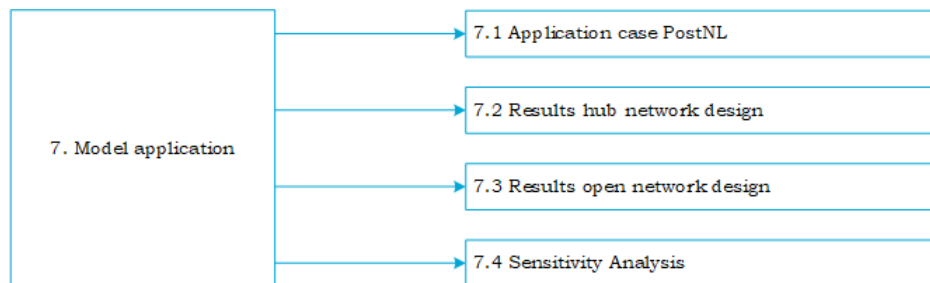 7. Model application
7.1 Application case PostNL
7.2 Results hub network design
7.3 Results open network design
7.4 Sensitivity Analysis